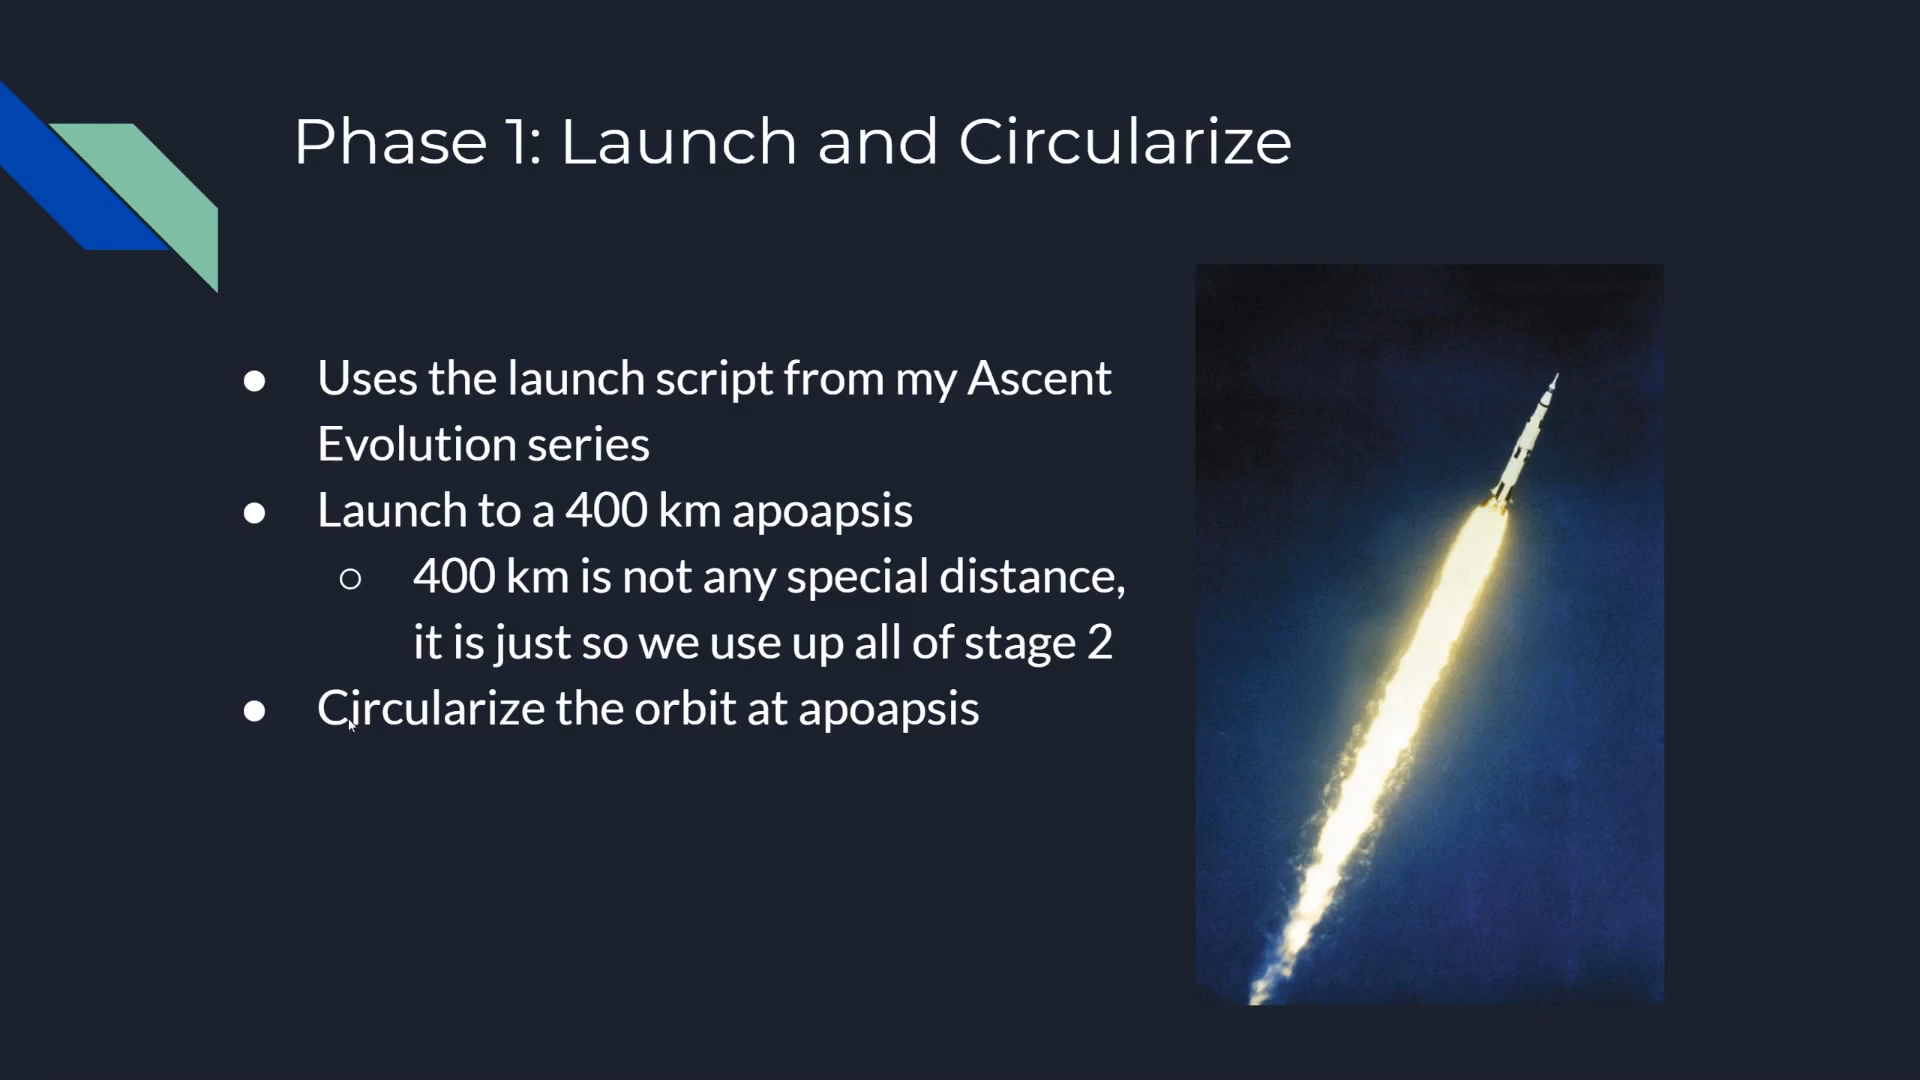 Phase 1: Launch and Circularize
● Uses the launch script from my Ascent
Evolution series
● Launch to a 400 km apoapsis
○ 400 km is not any special distance,
it is just so we use up all of stage 2
● Circularize the orbit at apoapsis